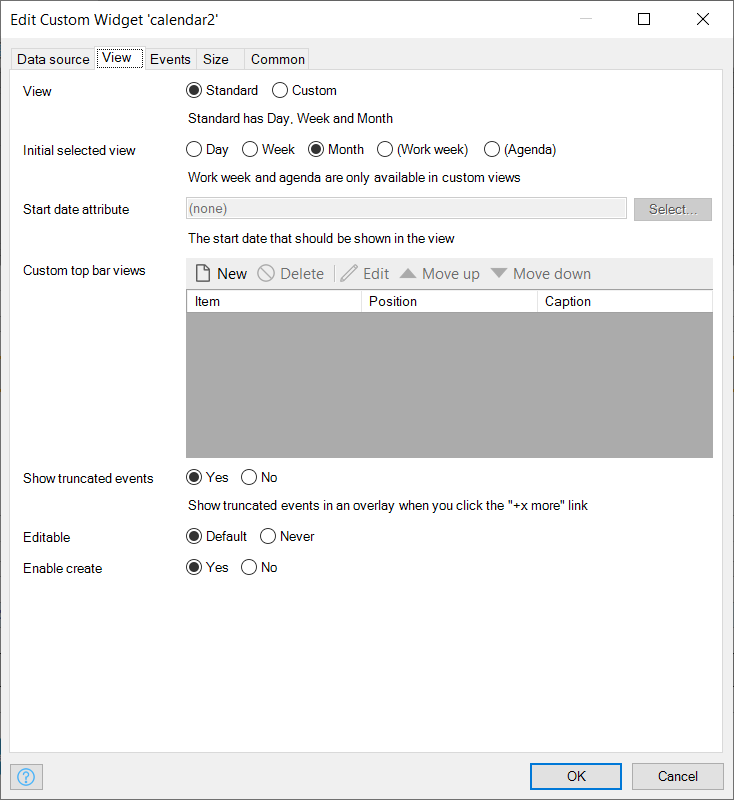 Edit Custom Widget 'calendar2'
Data source View Events Size Common
View Standard Custom
Standard has Day, Week and Month
Initial selected view Day Week Month (Work week) (Agenda)
Work week and agenda are only available in custom views
Start date attribute (none) Select...
The start date that should be shown in the view
Custom top bar views New Delete Edit Move up Move down
Item Position Caption
Show truncated events Yes No
Show truncated events in an overlay when you click the "+x more" link
Editable Default Never
Enable create Yes No
? OK Cancel